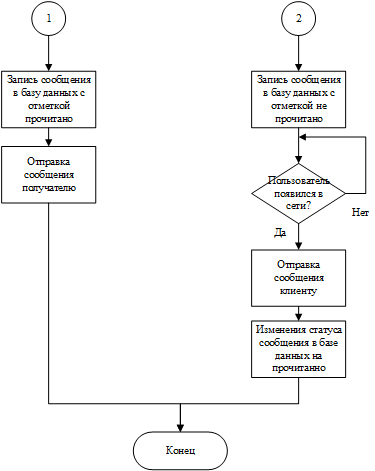 1
Запись сообщения
в базу данных с
отметкой
прочитано
Отправка
сообщения
получателю
2
Запись сообщения
в базу данных с
отметкой не
прочитано
Пользователь
появился в
сети?
Нет
Да
Отправка
сообщения
клиенту
Изменения статуса
сообщения в базе
данных на
прочитанно
Конец